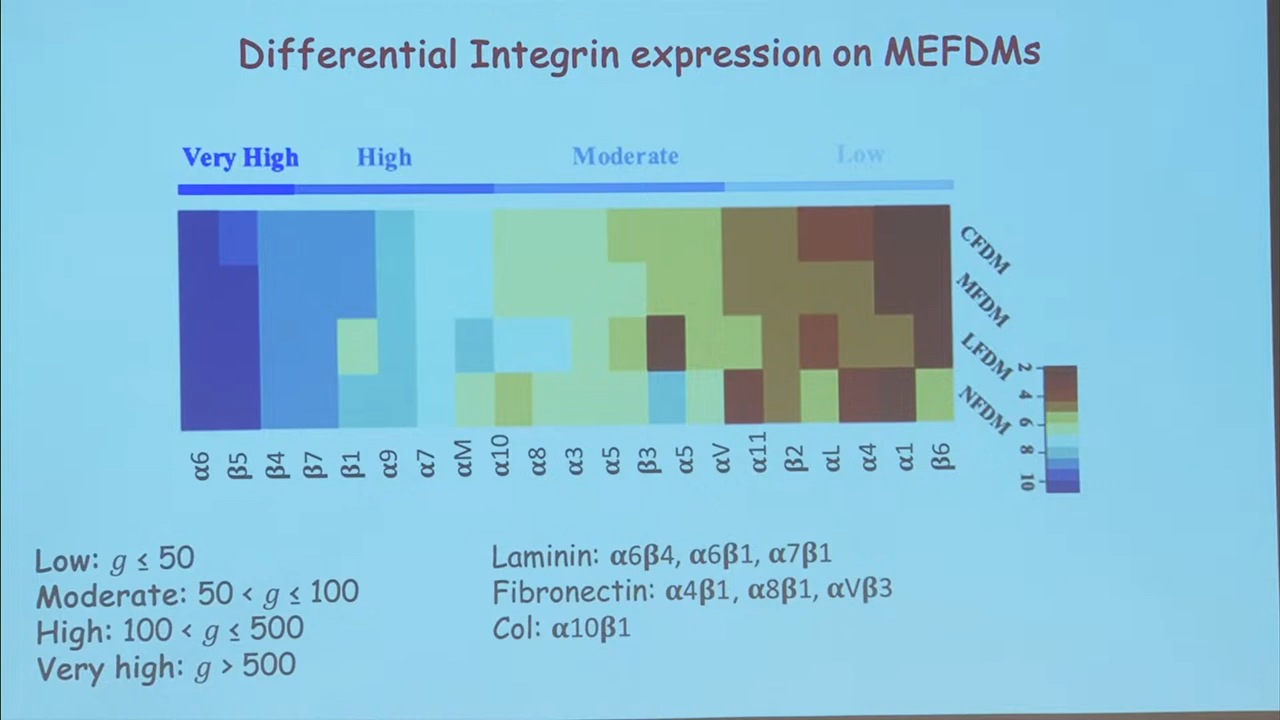 Differential Integrin expression on MEFDMs
Very High High Moderate Low
CFDM
MFDM
LFDM
NFDM
2
4
6
8
10
α6 β5 β4 β7 β1 α9 α7 αM α10 α8 α3 α5 β3 α5 αV α11 β2 αL α4 α1 β6
Low: g ≤ 50
Moderate: 50 < g ≤ 100
High: 100 < g ≤ 500
Very high: g > 500
Laminin: α6β4, α6β1, α7β1
Fibronectin: α4β1, α8β1, αVβ3
Col: α10β1